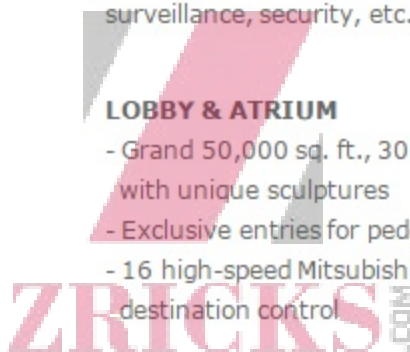 surveillance, security, etc.
LOBBY & ATRIUM
- Grand 50,000 sq. ft., 30
with unique sculptures
- Exclusive entries for ped
- 16 high-speed Mitsubish
destination control
ZRICKS
.COM